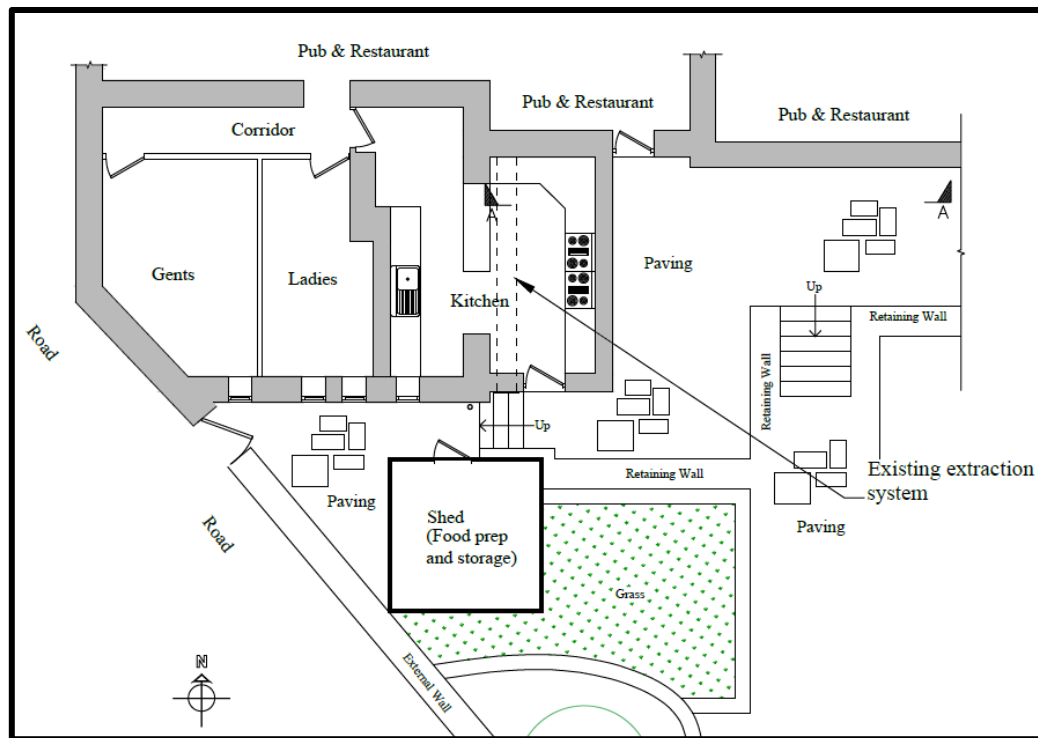 Pub & Restaurant
Pub & Restaurant
Pub & Restaurant
Corridor
A
A
Gents
Ladies
Kitchen
Paving
Up
Retaining Wall
Road
Retaining Wall
Up
Retaining Wall
Existing extraction
system
Paving
Paving
Shed
(Food prep
and storage)
Road
Grass
External Wall
N